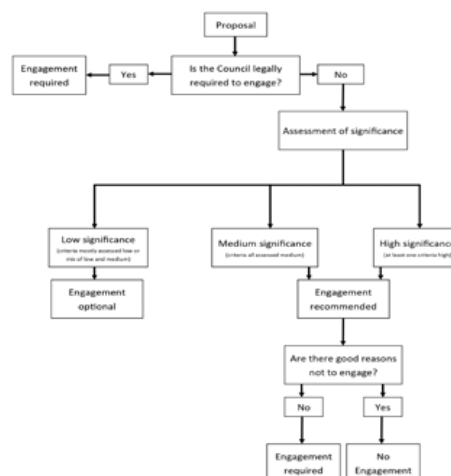 Proposal
Is the Council legally
required to engage?
Yes
Engagement
required
No
Assessment of significance
Low significance
(criteria mostly assessed low or
mix of low and medium)
Medium significance
(criteria all assessed medium)
High significance
(at least one criteria high)
Engagement
optional
Engagement
recommended
Are there good reasons
not to engage?
No
Yes
Engagement
required
No
Engagement